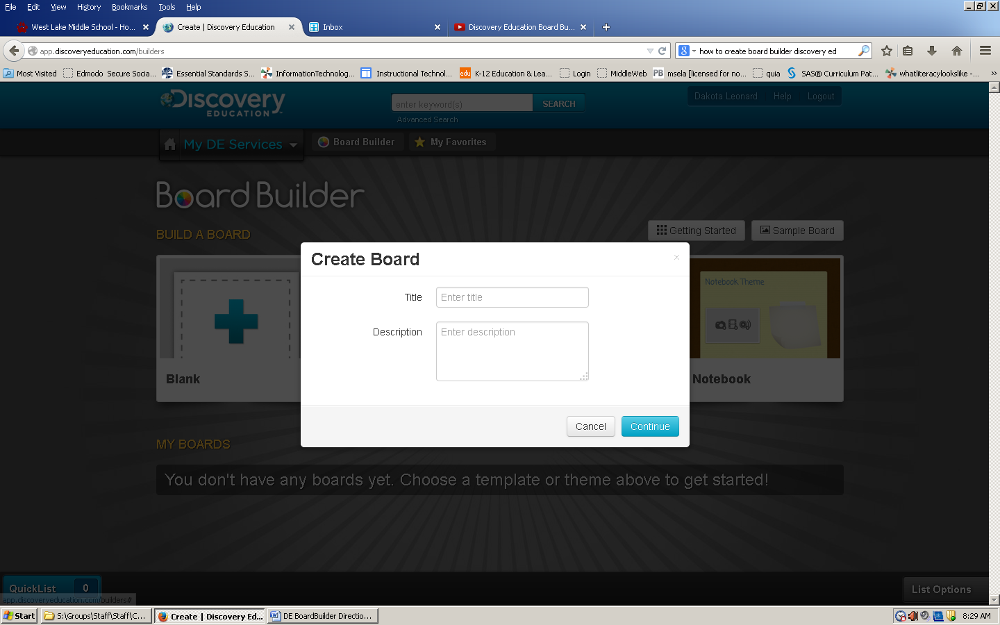 File Edit View History Bookmarks Tools Help
West Lake Middle School - Ho...
Create | Discovery Education
Inbox
Discovery Education Board Bu...
app.discoveryeducation.com/builders
how to create board builder discovery ed
Most Visited
Edmodo Secure Socia...
Essential Standards S...
InformationTechnolog...
Instructional Technol...
edu K-12 Education & Lea...
Login
MiddleWeb
PB msela [licensed for no...
quia
SAS® Curriculum Pat...
whatliteracylookslike -...
Discovery
EDUCATION
enter keyword(s)
SEARCH
Advanced Search
Dakota Leonard Help Logout
My DE Services
Board Builder
My Favorites
Board Builder
BUILD A BOARD
Getting Started
Sample Board
Create Board
Title
Enter title
Description
Enter description
Cancel
Continue
Blank
Notebook Theme
Notebook
MY BOARDS
You don't have any boards yet. Choose a template or theme above to get started!
QuickList 0
List Options
app.discoveryeducation.com/builders#
Start
S:\Groups\Staff\Staff\C...
Create | Discovery Ed...
DE BoardBuilder Directio...
8:29 AM